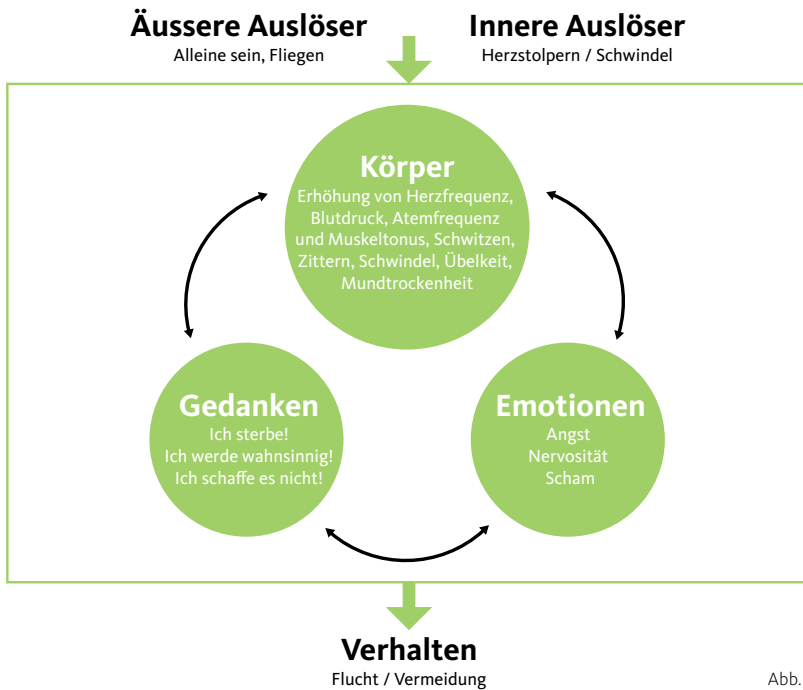 Äussere Auslöser
Alleine sein, Fliegen
Innere Auslöser
Herzstolpern / Schwindel
Körper
Erhöhung von Herzfrequenz,
Blutdruck, Atemfrequenz
und Muskeltonus, Schwitzen,
Zittern, Schwindel, Übelkeit,
Mundtrockenheit
Gedanken
Ich sterbe!
Ich werde wahnsinnig!
Ich schaffe es nicht!
Emotionen
Angst
Nervosität
Scham
Verhalten
Flucht / Vermeidung
Abb.